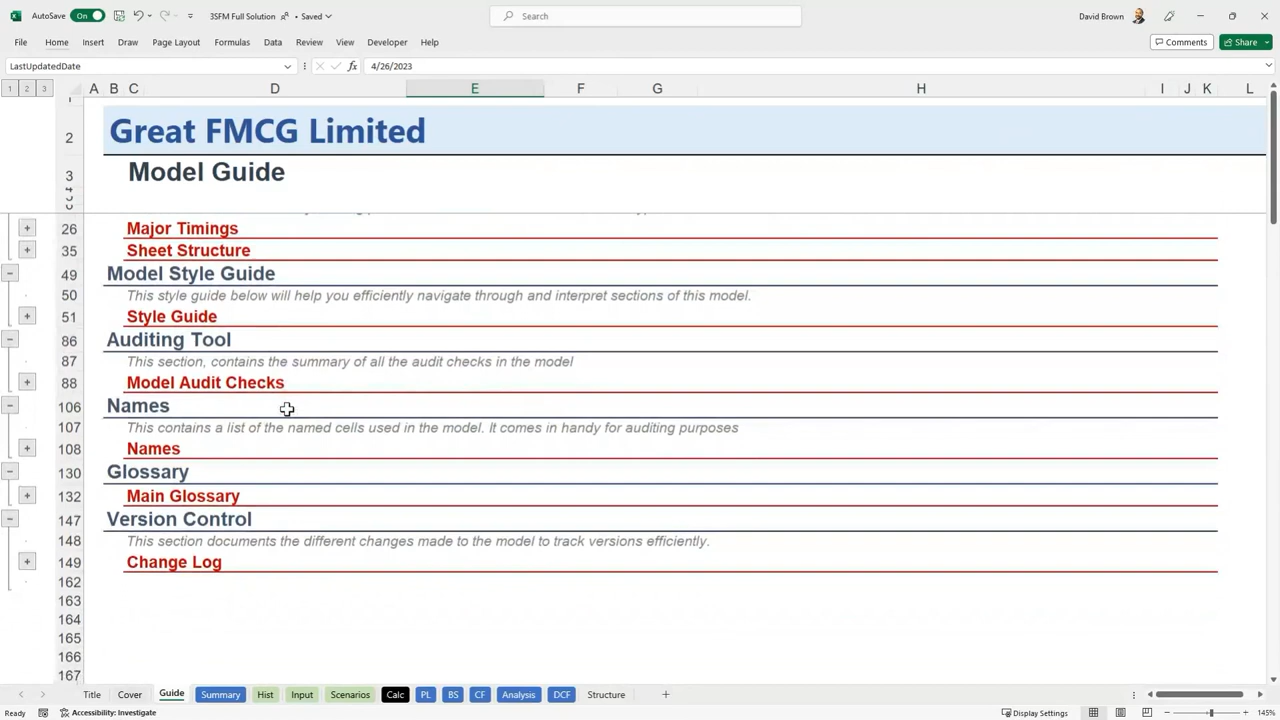 AutoSave On 3SFM Full Solution • Saved Search David Brown
File Home Insert Draw Page Layout Formulas Data Review View Developer Help Comments Share
LastUpdatedDate fx 4/26/2023
1 2 3 A B C D E F G H I J K L
1
2 Great FMCG Limited
3 Model Guide
4
5
6
26 Major Timings
35 Sheet Structure
49 Model Style Guide
50 This style guide below will help you efficiently navigate through and interpret sections of this model.
51 Style Guide
86 Auditing Tool
87 This section, contains the summary of all the audit checks in the model
88 Model Audit Checks
106 Names
107 This contains a list of the named cells used in the model. It comes in handy for auditing purposes
108 Names
130 Glossary
132 Main Glossary
147 Version Control
148 This section documents the different changes made to the model to track versions efficiently.
149 Change Log
162
163
164
165
166
167
Title Cover Guide Summary Hist Input Scenarios Calc PL BS CF Analysis DCF Structure
Ready Accessibility: Investigate Display Settings 145%